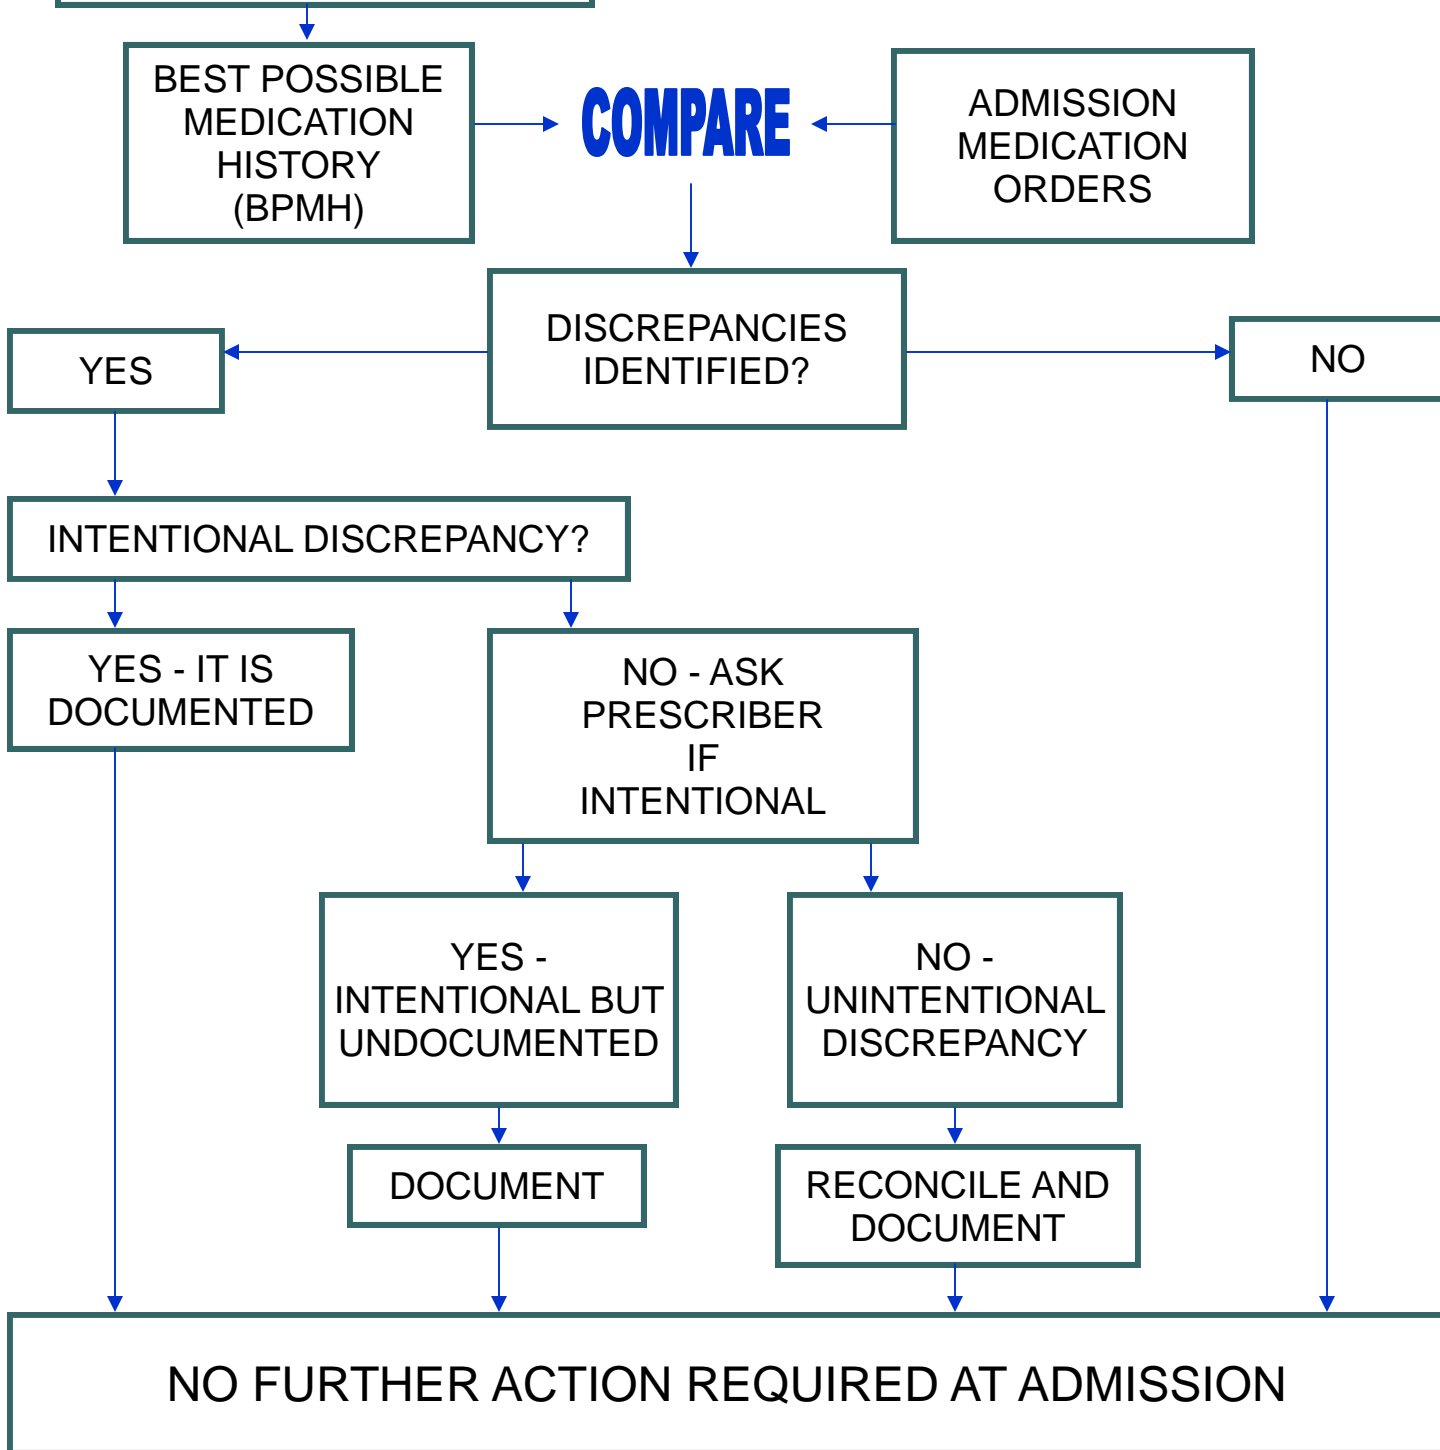 BEST POSSIBLE
MEDICATION
HISTORY
(BPMH)
COMPARE
ADMISSION
MEDICATION
ORDERS
DISCREPANCIES
IDENTIFIED?
YES
NO
INTENTIONAL DISCREPANCY?
YES - IT IS
DOCUMENTED
NO - ASK
PRESCRIBER
IF
INTENTIONAL
YES -
INTENTIONAL BUT
UNDOCUMENTED
NO -
UNINTENTIONAL
DISCREPANCY
DOCUMENT
RECONCILE AND
DOCUMENT
NO FURTHER ACTION REQUIRED AT ADMISSION